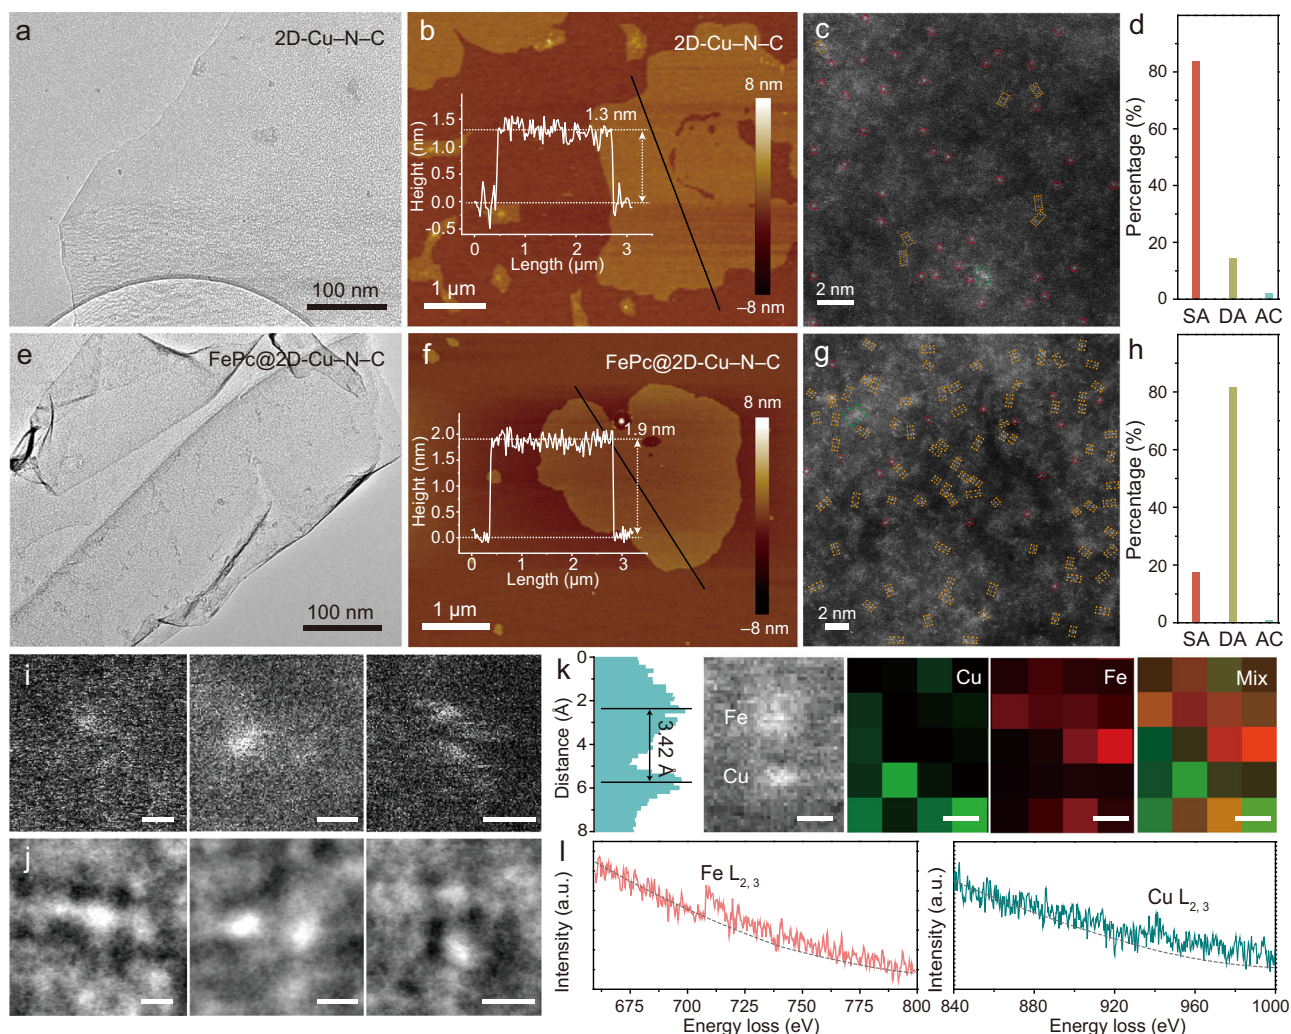 a
2D-Cu–N–C
100 nm
b
2D-Cu–N–C
8 nm
–8 nm
1.3 nm
Height (nm)
1.5
1.0
0.5
0.0
-0.5
0 1 2 3
Length (µm)
1 µm
c
2 nm
d
Percentage (%)
80
60
40
20
0
SA DA AC
e
FePc@2D-Cu–N–C
100 nm
f
FePc@2D-Cu–N–C
8 nm
–8 nm
1.9 nm
Height (nm)
2.0
1.5
1.0
0.5
0.0
0 1 2 3
Length (µm)
1 µm
g
2 nm
h
Percentage (%)
80
60
40
20
0
SA DA AC
i
j
k
Distance (Å)
0
2
4
6
8
3.42 Å
Fe
Cu
Cu
Fe
Mix
l
Intensity (a.u.)
Fe L2, 3
675 700 725 750 775 800
Energy loss (eV)
Intensity (a.u.)
Cu L2, 3
840 880 920 960 1000
Energy loss (eV)